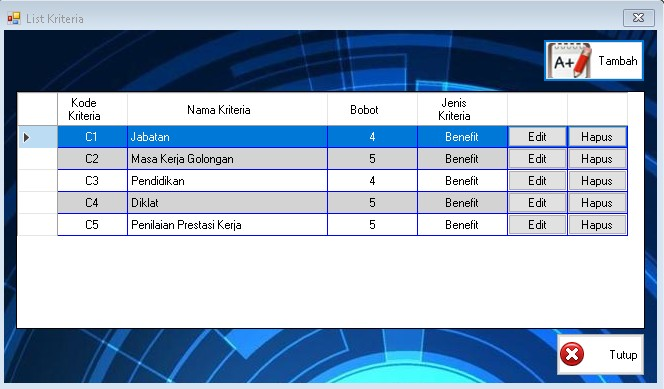 List Kriteria
A+ Tambah
Kode Kriteria Nama Kriteria Bobot Jenis Kriteria
C1 Jabatan 4 Benefit Edit Hapus
C2 Masa Kerja Golongan 5 Benefit Edit Hapus
C3 Pendidikan 4 Benefit Edit Hapus
C4 Diklat 5 Benefit Edit Hapus
C5 Penilaian Prestasi Kerja 5 Benefit Edit Hapus
Tutup